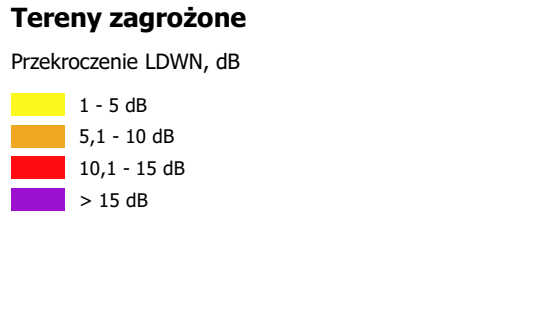 Tereny zagrożone
Przekroczenie LDWN, dB
1 - 5 dB
5,1 - 10 dB
10,1 - 15 dB
> 15 dB